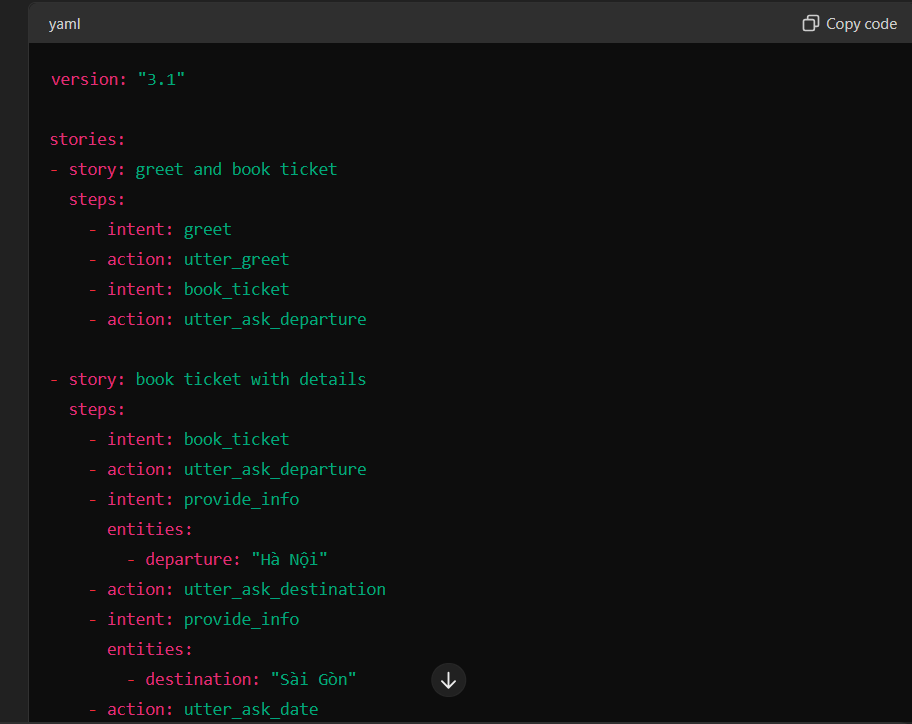 yaml
Copy code
version: "3.1"
stories:
- story: greet and book ticket
steps:
- intent: greet
- action: utter_greet
- intent: book_ticket
- action: utter_ask_departure
- story: book ticket with details
steps:
- intent: book_ticket
- action: utter_ask_departure
- intent: provide_info
entities:
- departure: "Hà Nội"
- action: utter_ask_destination
- intent: provide_info
entities:
- destination: "Sài Gòn"
- action: utter_ask_date